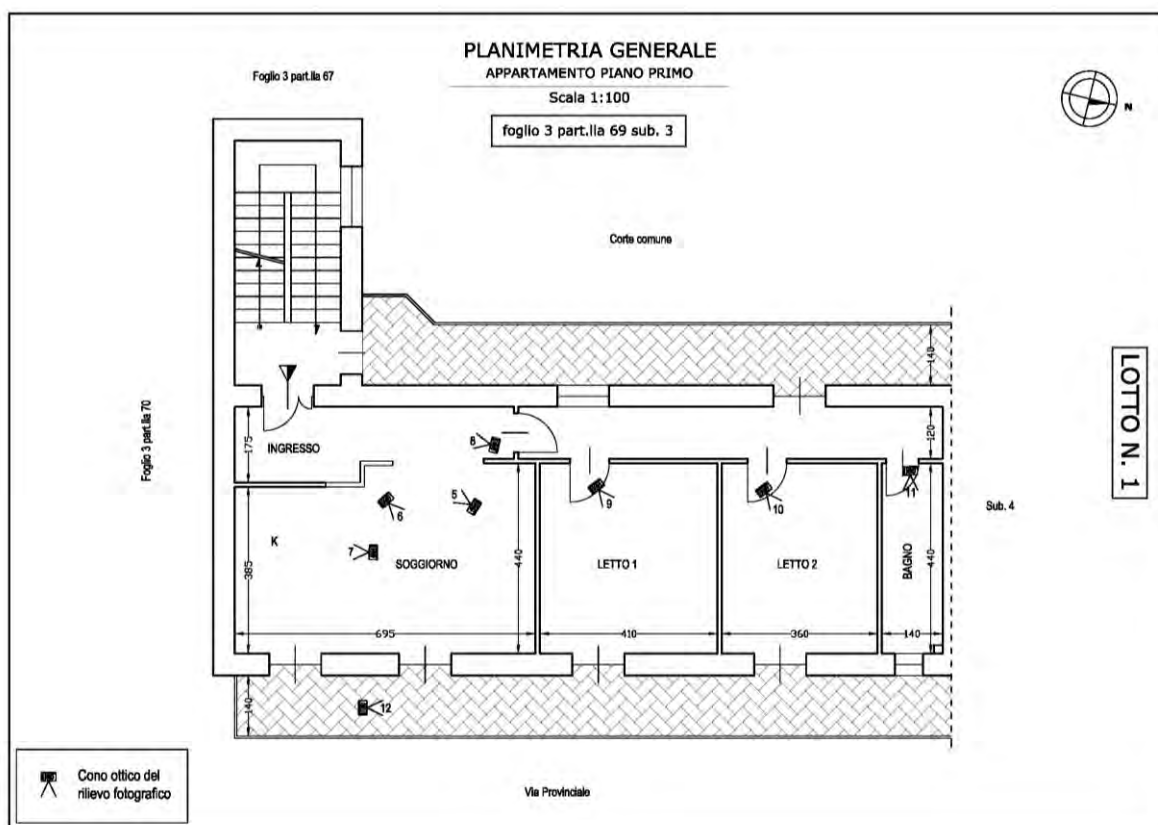 PLANIMETRIA GENERALE
APPARTAMENTO PIANO PRIMO
Scala 1:100
foglio 3 part.lla 69 sub. 3
Foglio 3 part.lla 67
N
Corte comune
LOTTO N. 1
Foglio 3 part.lla 70
140
175
INGRESSO
8
120
5
6
9
10
11
Sub. 4
K
7
385
SOGGIORNO
440
LETTO 1
LETTO 2
BAGNO
440
695
410
360
140
140
12
Cono ottico del
rilievo fotografico
Via Provinciale